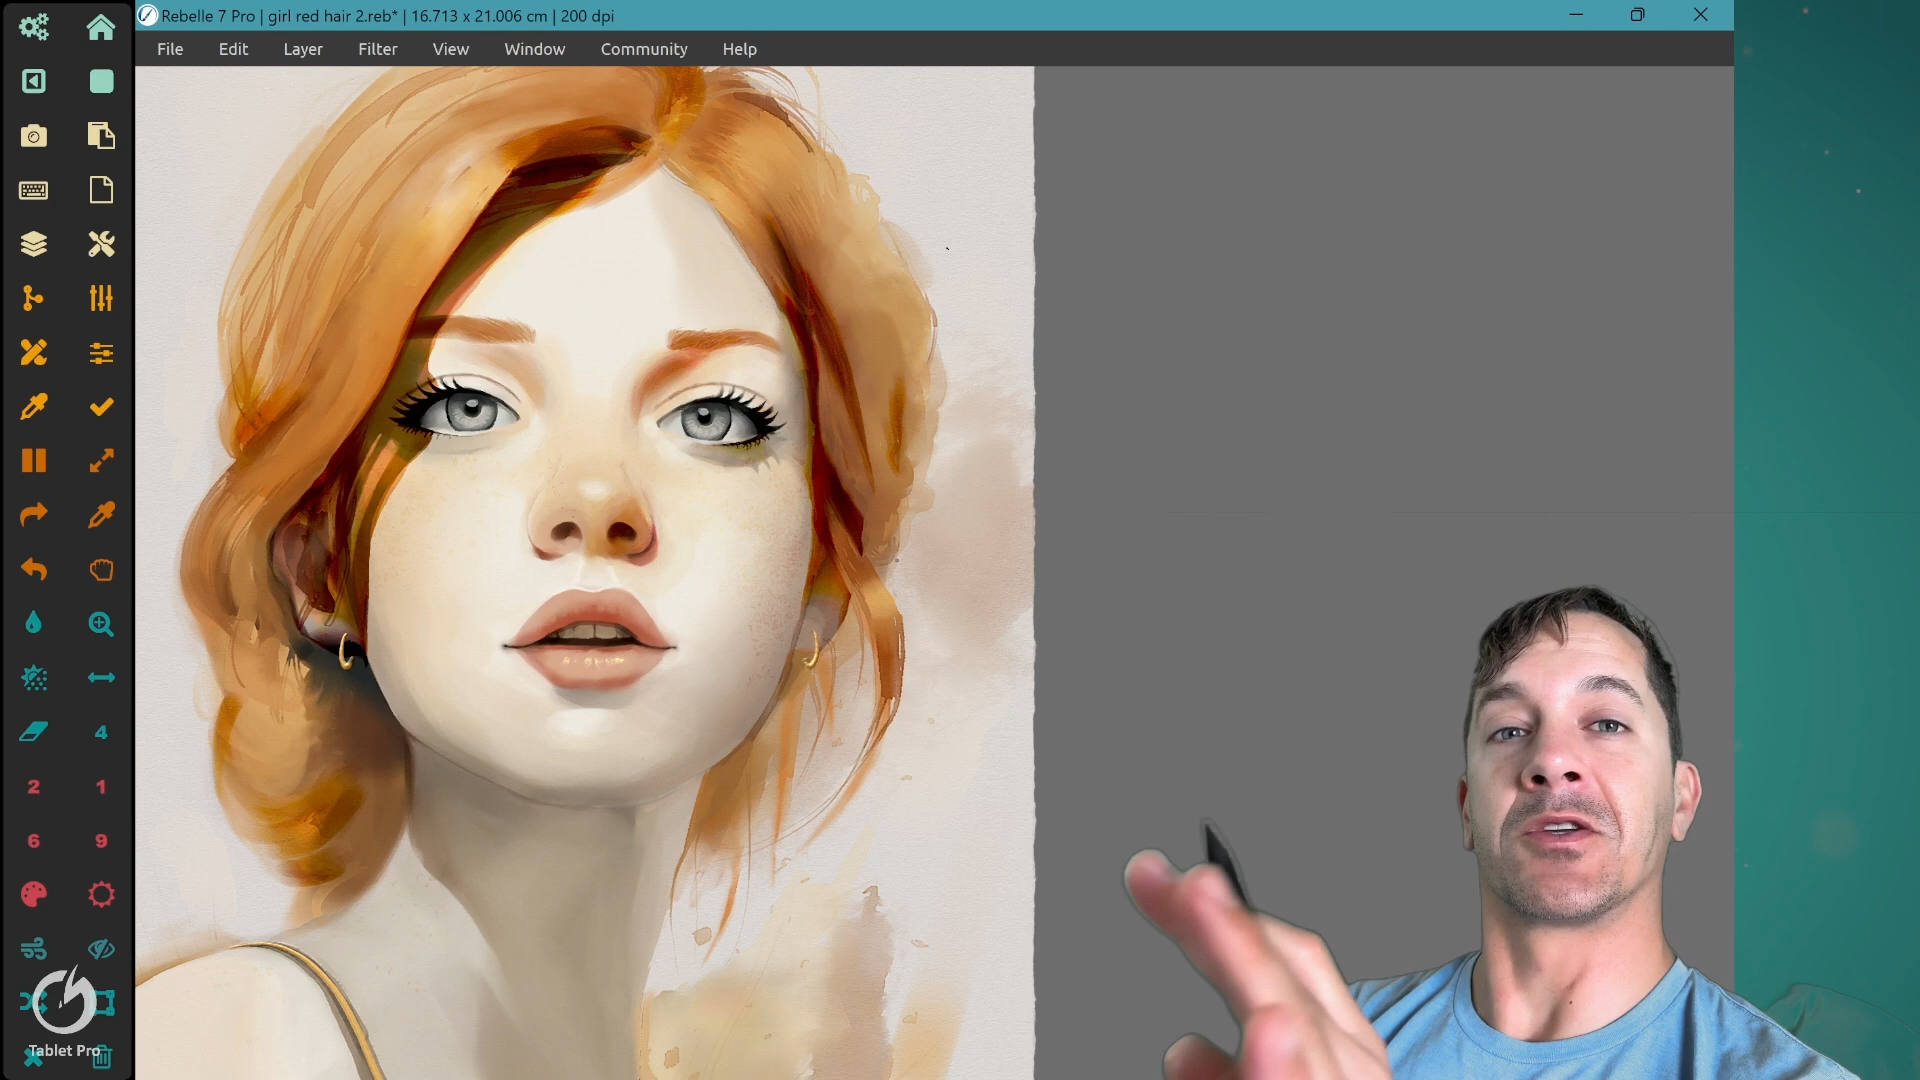 Rebelle 7 Pro | girl red hair 2.reb* | 16.713 x 21.006 cm | 200 dpi
File Edit Layer Filter View Window Community Help
4
2 1
6 9
Tablet Pro